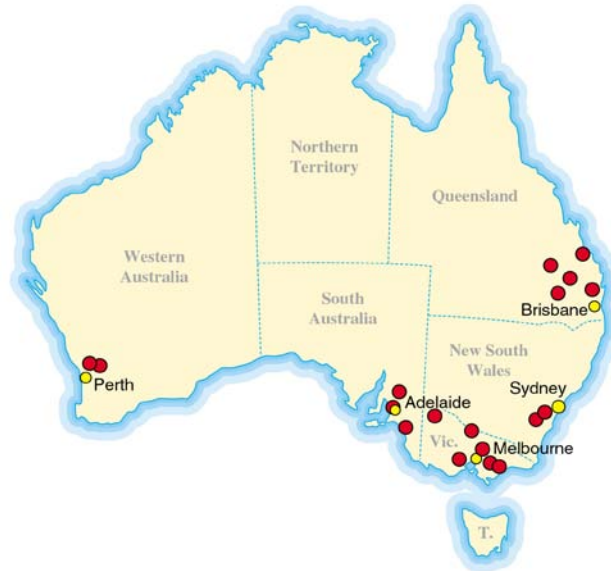 Northern
Territory
Queensland
Western
Australia
South
Australia
Brisbane
New South
Wales
Perth
Sydney
Adelaide
Vic.
Melbourne
T.